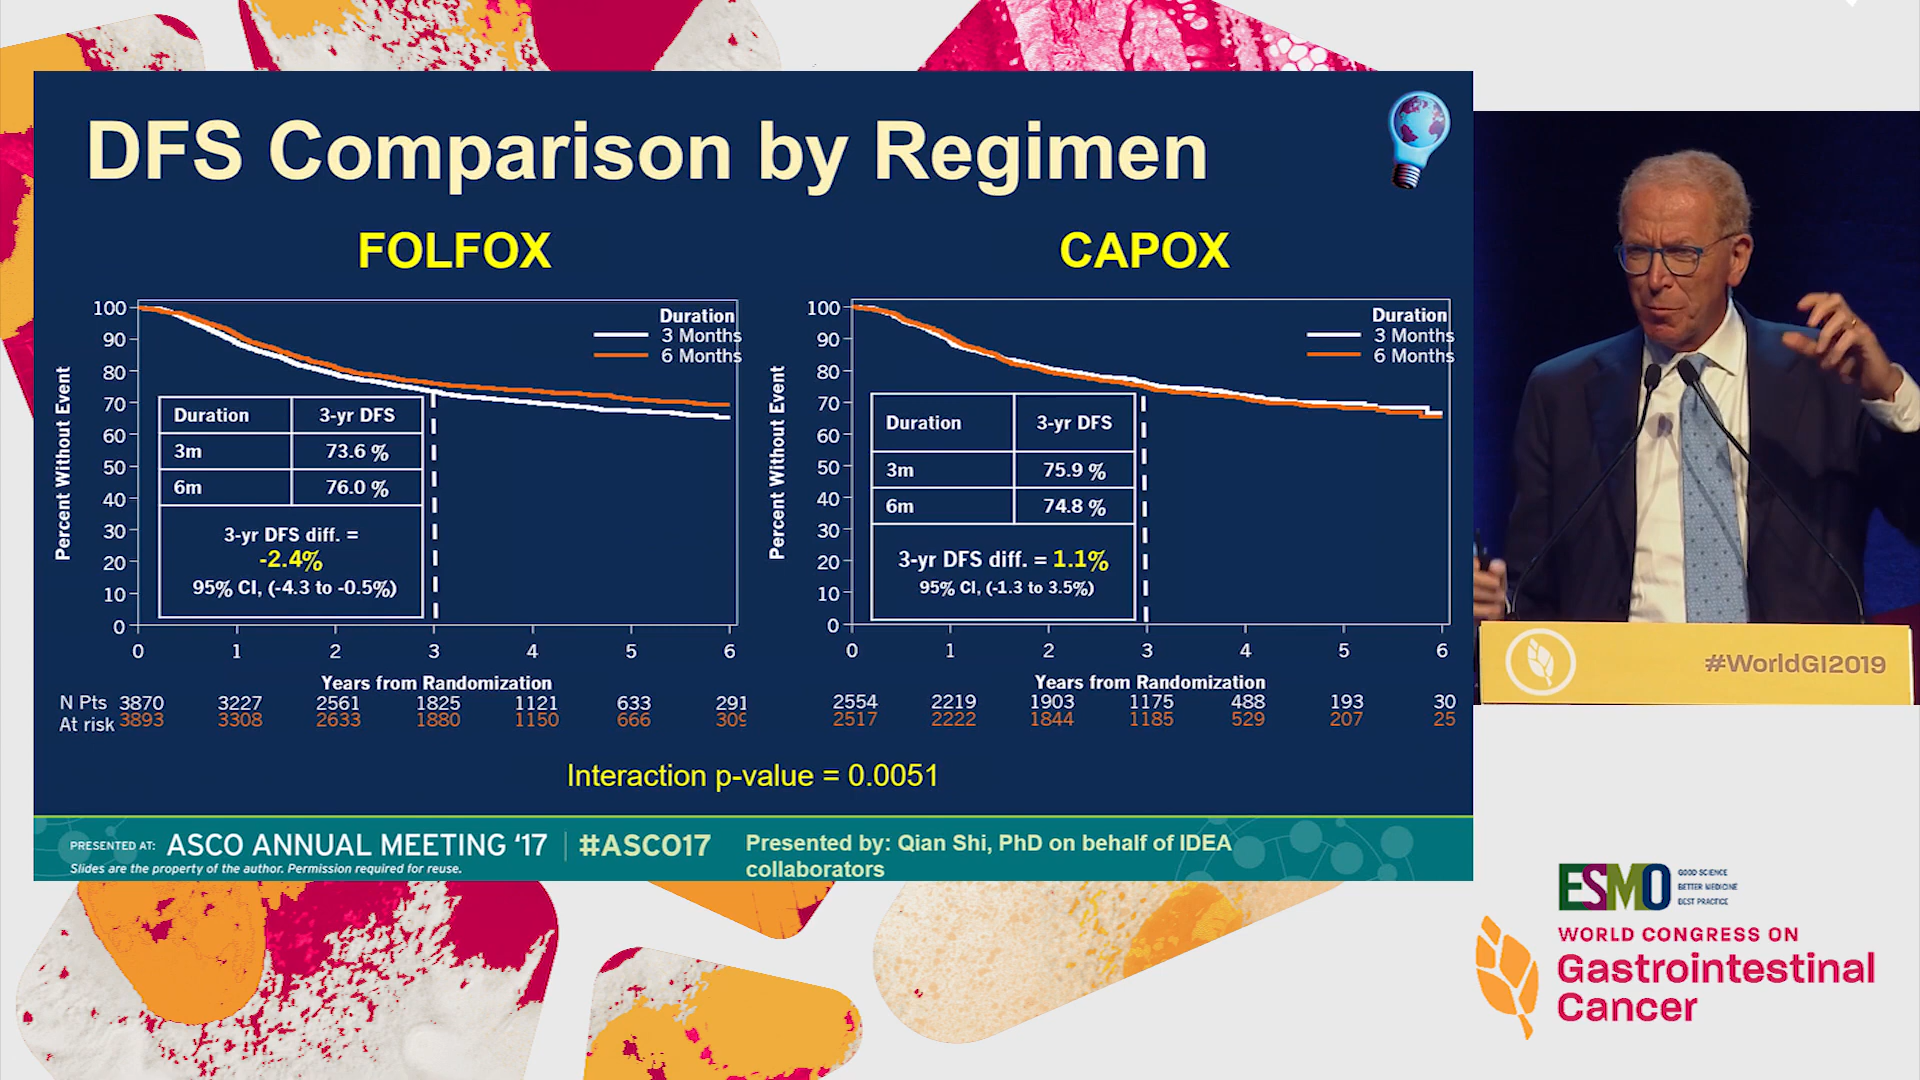 DFS Comparison by Regimen
FOLFOX
Duration
3 Months
6 Months
100
90
80
70
60
50
40
30
20
10
0
Percent Without Event
Duration 3-yr DFS
3m 73.6 %
6m 76.0 %
3-yr DFS diff. =
-2.4%
95% CI, (-4.3 to -0.5%)
0 1 2 3 4 5 6
Years from Randomization
N Pts 3870 3227 2561 1825 1121 633 291
At risk 3893 3308 2633 1880 1150 666 309
CAPOX
Duration
3 Months
6 Months
100
90
80
70
60
50
40
30
20
10
0
Percent Without Event
Duration 3-yr DFS
3m 75.9 %
6m 74.8 %
3-yr DFS diff. = 1.1%
95% CI, (-1.3 to 3.5%)
0 1 2 3 4 5 6
Years from Randomization
2554 2219 1903 1175 488 193 30
2517 2222 1844 1185 529 207 25
Interaction p-value = 0.0051
PRESENTED AT: ASCO ANNUAL MEETING '17 #ASCO17
Slides are the property of the author. Permission required for reuse.
Presented by: Qian Shi, PhD on behalf of IDEA
collaborators
#WorldGI2019
ESMO
GOOD SCIENCE
BETTER MEDICINE
BEST PRACTICE
WORLD CONGRESS ON
Gastrointestinal
Cancer